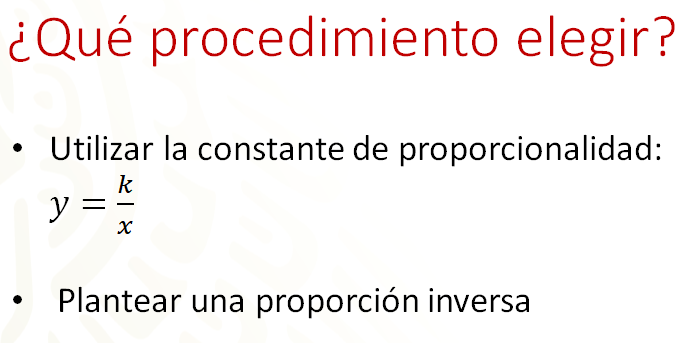 ¿Qué procedimiento elegir?
• Utilizar la constante de proporcionalidad:
y = k/x
• Plantear una proporción inversa